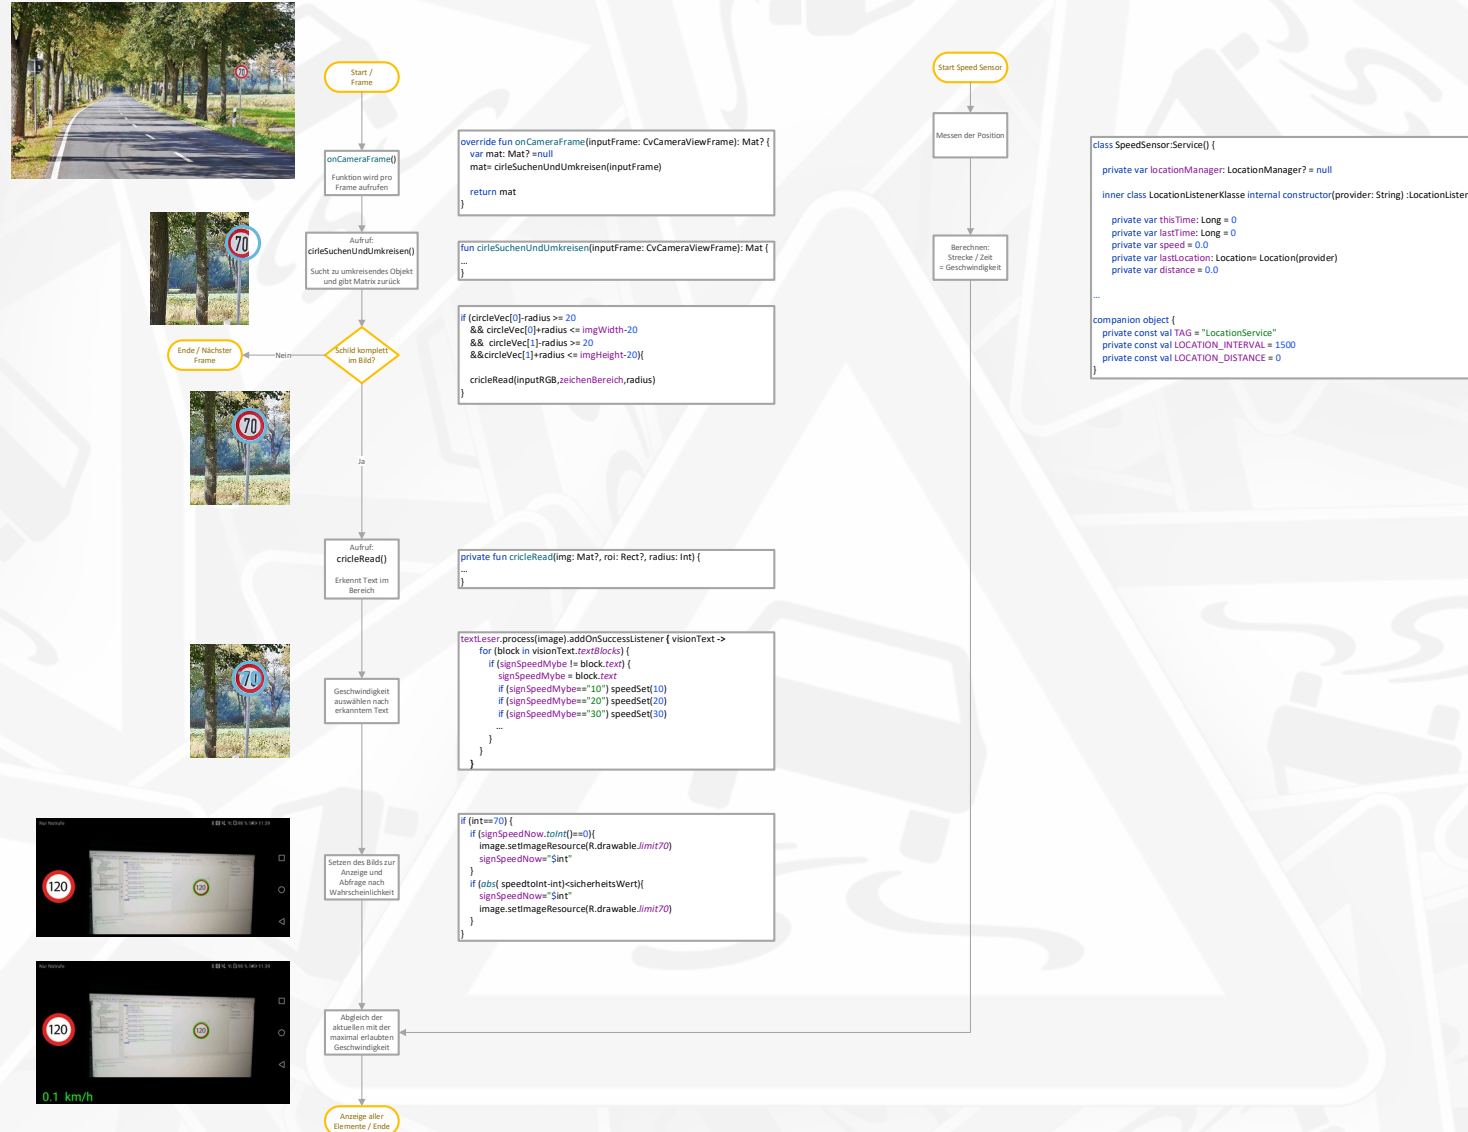 Start /
Frame
onCameraFrame()
Funktion wird pro
Frame aufrufen
Aufruf:
cirleSuchenUndUmkreisen()
Sucht zu umkreisendes Objekt
und gibt Matrix zurück
Schild komplett
im Bild?
Nein
Ende / Nächster
Frame
Ja
Aufruf:
cricleRead()
Erkennt Text im
Bereich
Geschwindigkeit
auswählen nach
erkanntem Text
Setzen des Bilds zur
Anzeige und
Abfrage nach
Wahrscheinlichkeit
Abgleich der
aktuellen mit der
maximal erlaubten
Geschwindigkeit
Anzeige aller
Elemente / Ende
70
70
70
70
Nur Notrufe
120
120
Nur Notrufe
120
120
0.1 km/h
override fun onCameraFrame(inputFrame: CvCameraViewFrame): Mat? {
var mat: Mat? =null
mat= cirleSuchenUndUmkreisen(inputFrame)
return mat
}
fun cirleSuchenUndUmkreisen(inputFrame: CvCameraViewFrame): Mat {
...
}
if (circleVec[0]-radius >= 20
&& circleVec[0]+radius <= imgWidth-20
&& circleVec[1]-radius >= 20
&&circleVec[1]+radius <= imgHeight-20){
cricleRead(inputRGB,zeichenBereich,radius)
}
private fun cricleRead(img: Mat?, roi: Rect?, radius: Int) {
...
}
textLeser.process(image).addOnSuccessListener { visionText ->
for (block in visionText.textBlocks) {
if (signSpeedMybe != block.text) {
signSpeedMybe = block.text
if (signSpeedMybe=="10") speedSet(10)
if (signSpeedMybe=="20") speedSet(20)
if (signSpeedMybe=="30") speedSet(30)
...
}
}
}
if (int==70) {
if (signSpeedNow.toInt()==0){
image.setImageResource(R.drawable.limit70)
signSpeedNow="$int"
}
if (abs( speedtoInt-int)<sicherheitsWert){
signSpeedNow="$int"
image.setImageResource(R.drawable.limit70)
}
}
Start Speed Sensor
Messen der Position
Berechnen:
Strecke / Zeit
= Geschwindigkeit
class SpeedSensor:Service() {
private var locationManager: LocationManager? = null
inner class LocationListenerKlasse internal constructor(provider: String) :LocationListen
private var thisTime: Long = 0
private var lastTime: Long = 0
private var speed = 0.0
private var lastLocation: Location= Location(provider)
private var distance = 0.0
...
companion object {
private const val TAG = "LocationService"
private const val LOCATION_INTERVAL = 1500
private const val LOCATION_DISTANCE = 0
}